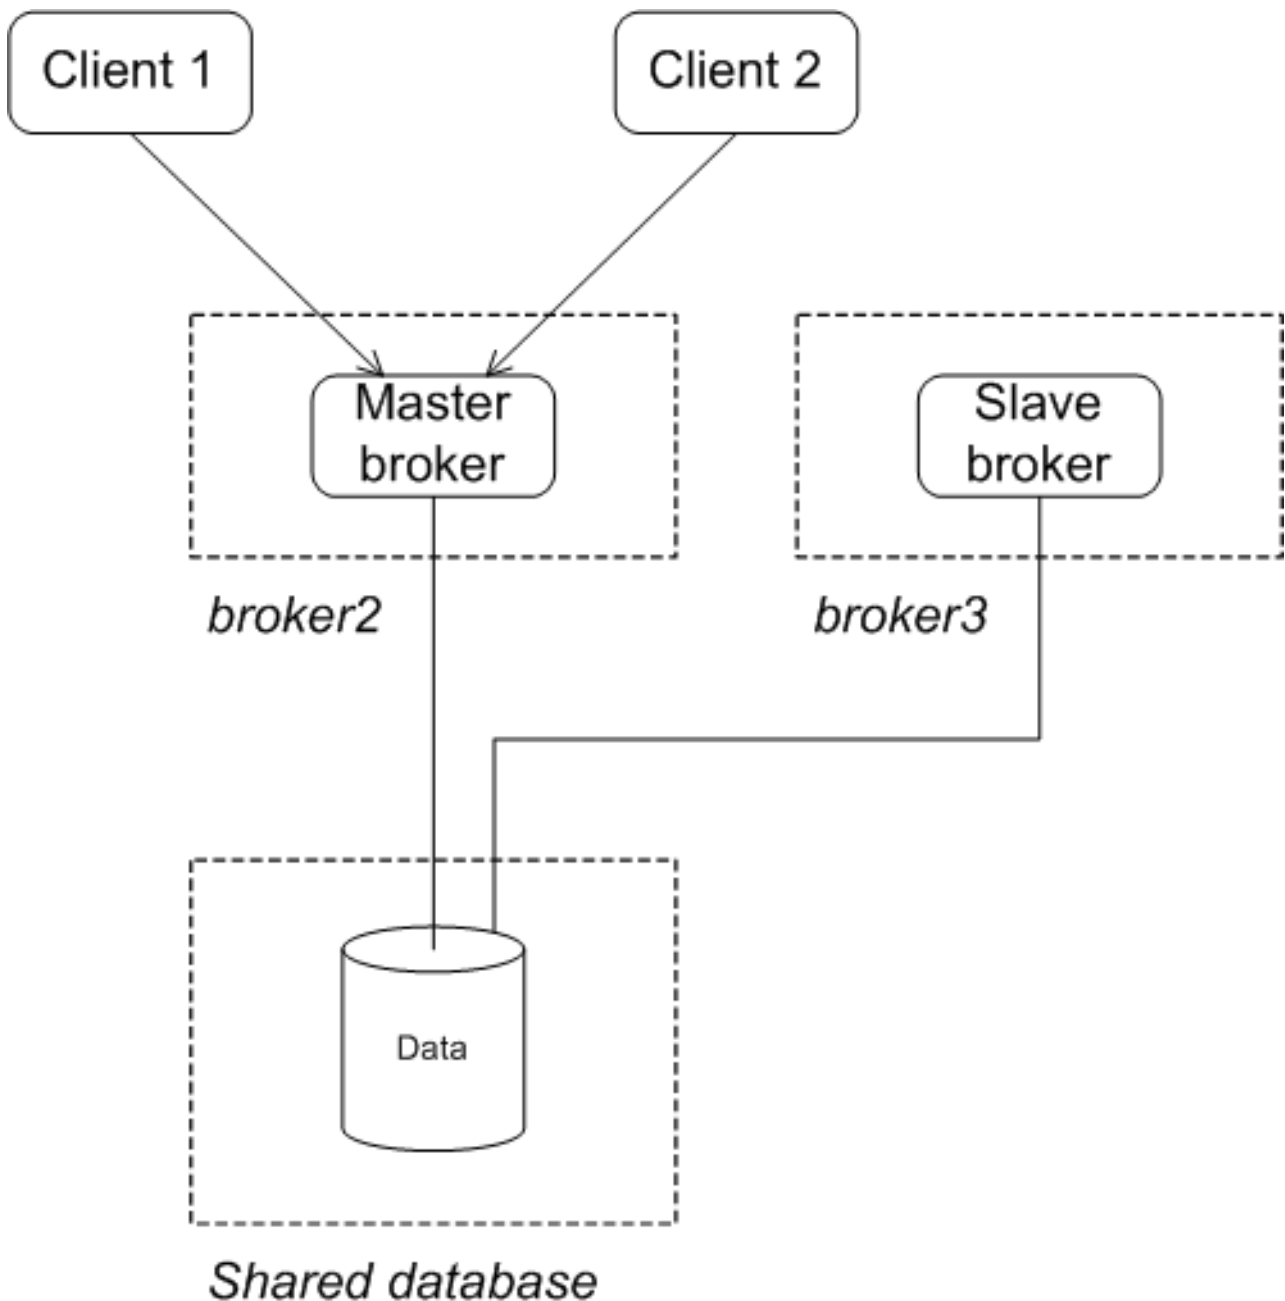 Client 1
Client 2
Master
broker
Slave
broker
broker2
broker3
Data
Shared database